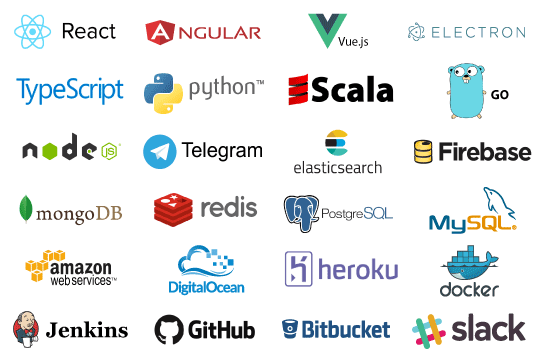 React
ANGULAR
Vue.js
ELECTRON
TypeScript
python™
Scala
GO
node
JS
Telegram
elasticsearch
Firebase
mongoDB
redis
PostgreSQL
MySQL®
amazon
webservices™
DigitalOcean
heroku
docker
Jenkins
GitHub
Bitbucket
slack